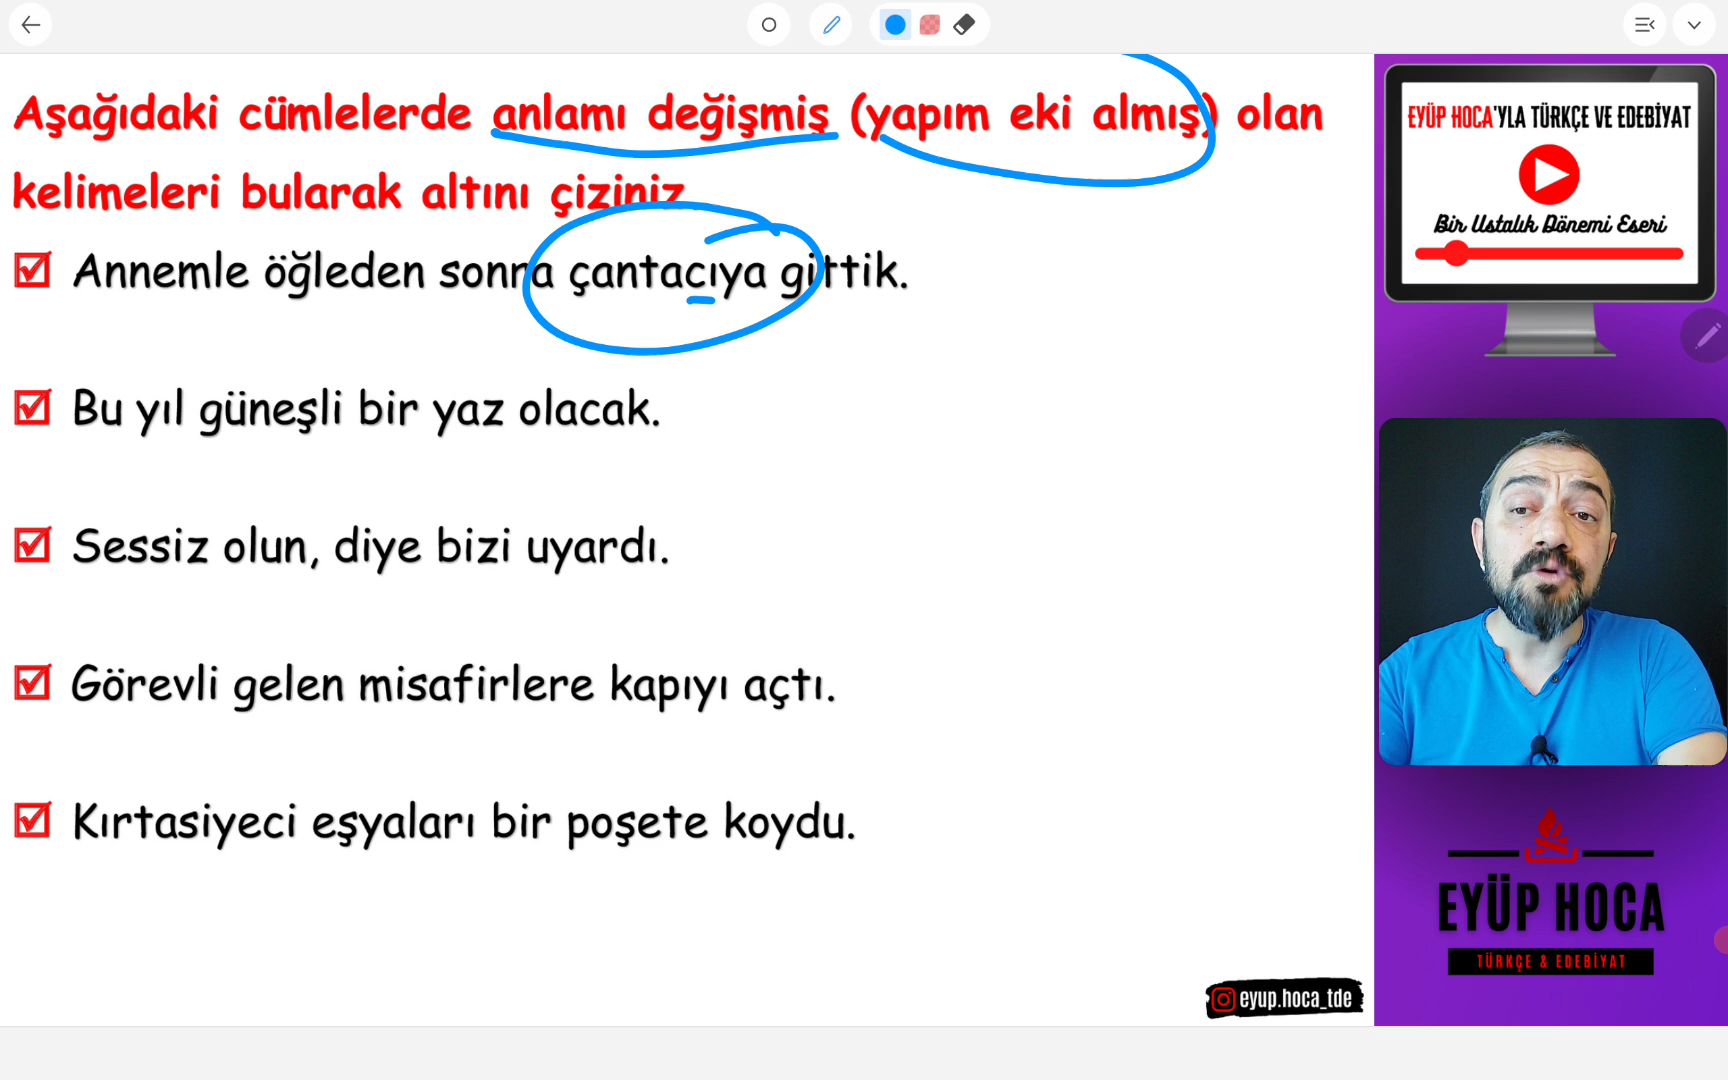 Aşağıdaki cümlelerde anlamı değişmiş (yapım eki almış) olan
kelimeleri bularak altını çiziniz
Annemle öğleden sonra çantacıya gittik.
Bu yıl güneşli bir yaz olacak.
Sessiz olun, diye bizi uyardı.
Görevli gelen misafirlere kapıyı açtı.
Kırtasiyeci eşyaları bir poşete koydu.
eyup.hoca_tde
EYÜP HOCA'YLA TÜRKÇE VE EDEBİYAT
Bir Ustalık Dönemi Eseri
EYÜP HOCA
TÜRKÇE & EDEBİYAT